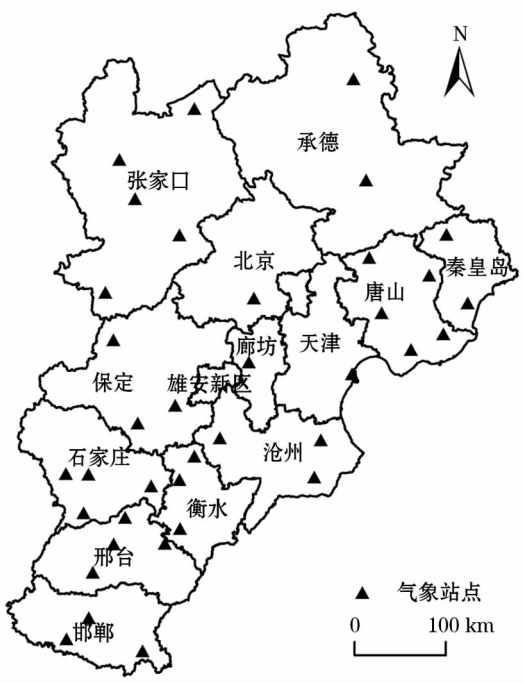 N
承德
张家口
北京
秦皇岛
唐山
廊坊
天津
保定
雄安新区
石家庄
沧州
衡水
邢台
邯郸
气象站点
0 100 km